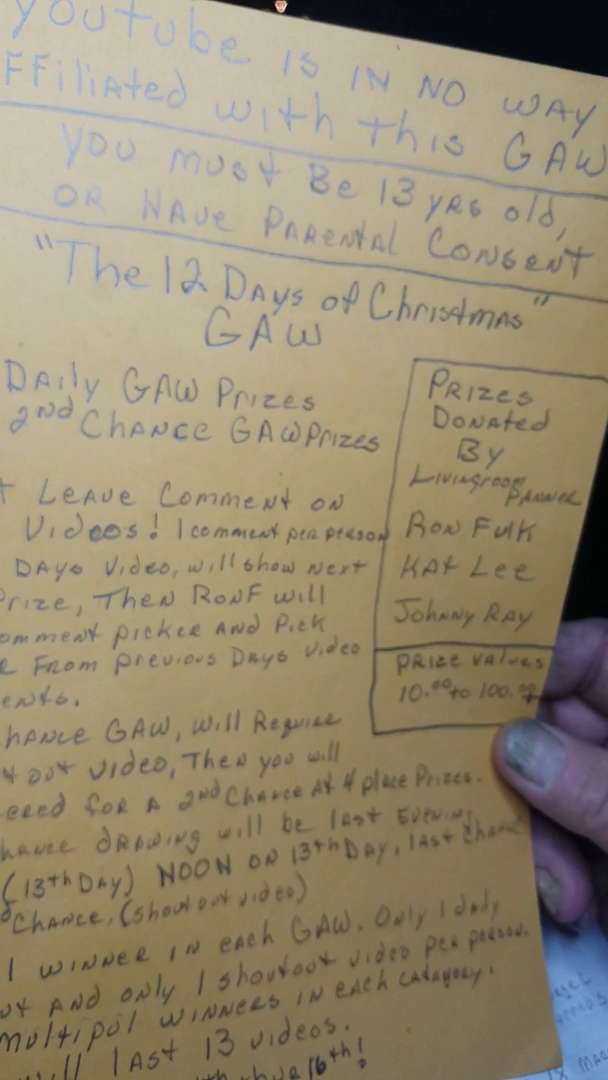 Youtube is in no way
ffiliated with this GAW
You must Be 13 yrs old,
or Have Parental Consent
"The 12 Days of Christmas"
GAW
Daily GAW Prizes
2nd Chance GAW Prizes
Prizes
Donated
By
Livingroom Panner
Ron Fulk
Kat Lee
Johnny Ray
Prize values
10.00 to 100.00
Leave Comment on
Videos! 1 comment per person
Days Video, will show next
rize, Then RonF will
omment picker and Pick
From previous Days video
ents.
hance GAW, will Require
out video, Then you will
ered for a 2nd Chance At 4 place Prizes.
hance drawing will be last Evening
(13th Day) NOON ON 13th Day, last chance
Chance, (shout out video)
1 winner in each GAW. Only 1 daily
and only 1 shoutout video per person.
multipul winners in each catagory.
ill last 13 videos.
16th!